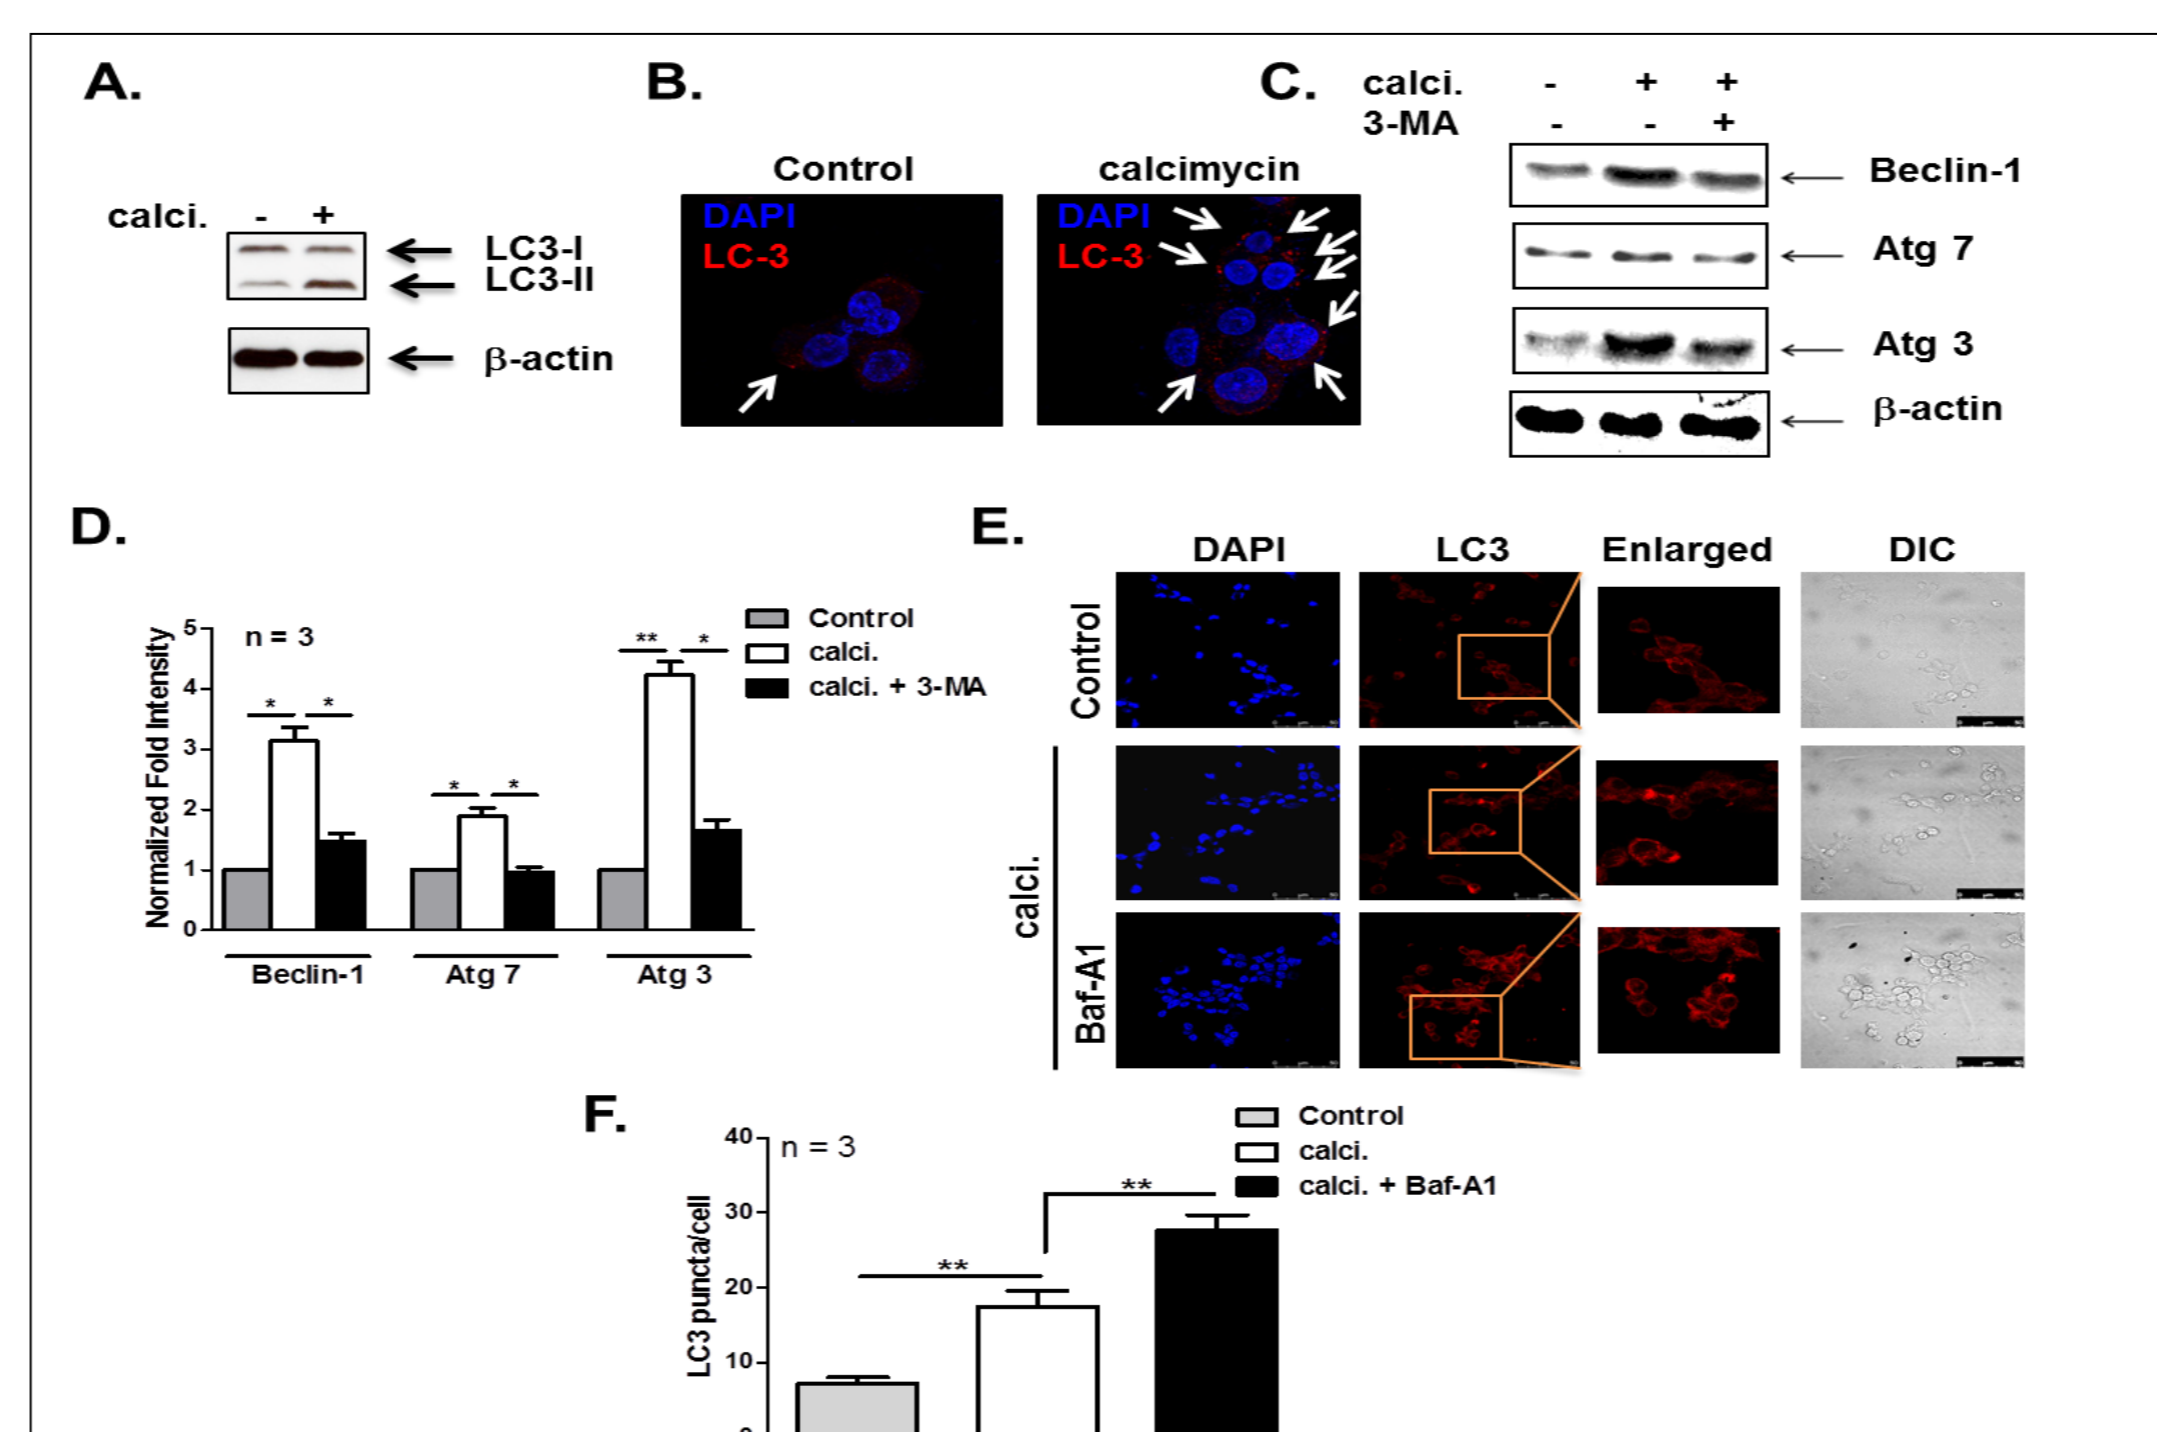 A.
calci. - +
LC3-I
LC3-II
β-actin
B.
Control
calcimycin
DAPI
LC-3
DAPI
LC-3
C.
calci. - + +
3-MA - - +
Beclin-1
Atg 7
Atg 3
β-actin
D.
Normalized Fold Intensity
5
4
3
2
1
0
n = 3
* *
* *
** *
Control
calci.
calci. + 3-MA
Beclin-1 Atg 7 Atg 3
E.
DAPI LC3 Enlarged DIC
Control
calci.
Baf-A1
F.
LC3 puncta/cell
40
30
20
10
n = 3
**
**
Control
calci.
calci. + Baf-A1